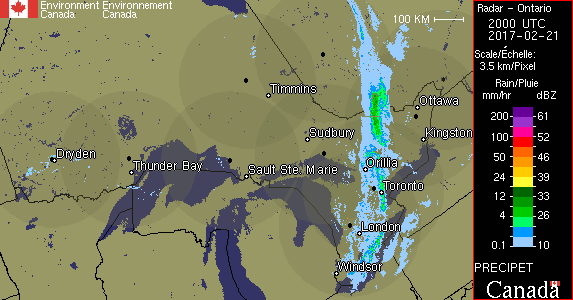 Environment Environnement
Canada Canada
100 KM
Timmins
Ottawa
Sudbury
Kingston
Dryden
Thunder Bay
Sault Ste. Marie
Orillia
Toronto
London
Windsor
Radar – Ontario
2000 UTC
2017-02-21
Scale/Échelle:
3.5 km/Pixel
Rain/Pluie
mm/hr dBZ
200 61
100 52
50 46
24 39
12 33
4 26
0.1 10
PRECIPET
Canada